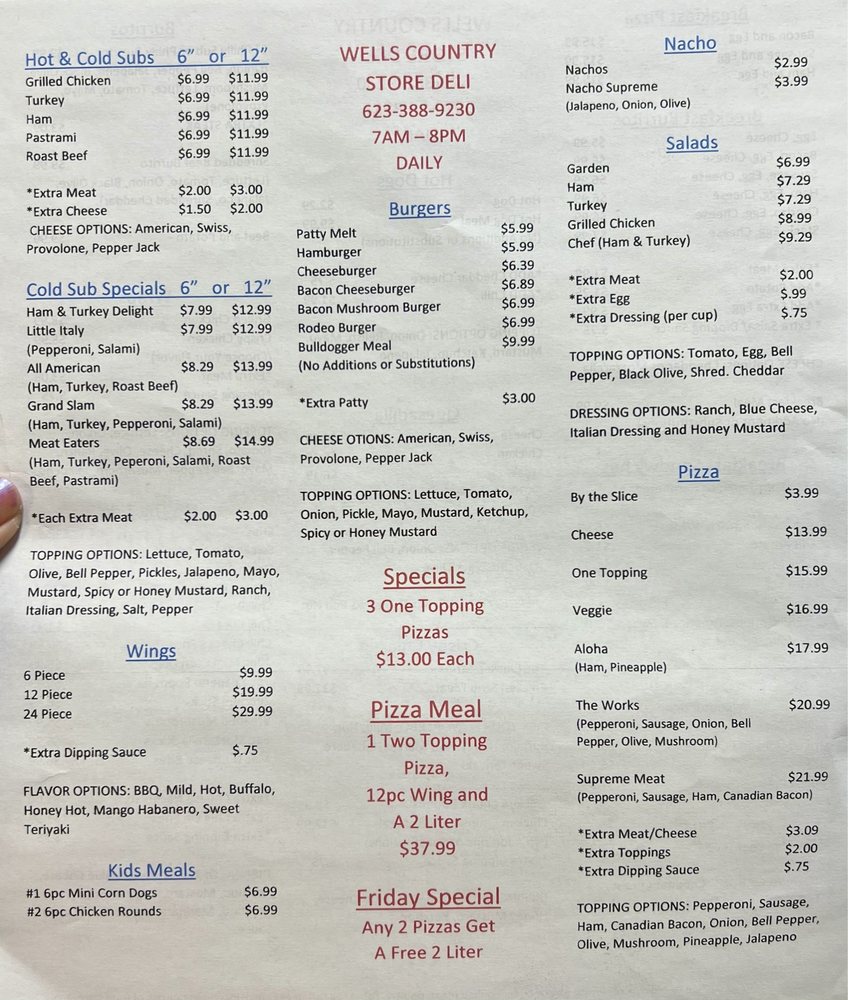 Hot & Cold Subs 6” or 12”
Grilled Chicken $6.99 $11.99
Turkey $6.99 $11.99
Ham $6.99 $11.99
Pastrami $6.99 $11.99
Roast Beef $6.99 $11.99
*Extra Meat $2.00 $3.00
*Extra Cheese $1.50 $2.00
CHEESE OPTIONS: American, Swiss,
Provolone, Pepper Jack
Cold Sub Specials 6” or 12”
Ham & Turkey Delight $7.99 $12.99
Little Italy $7.99 $12.99
(Pepperoni, Salami)
All American $8.29 $13.99
(Ham, Turkey, Roast Beef)
Grand Slam $8.29 $13.99
(Ham, Turkey, Pepperoni, Salami)
Meat Eaters $8.69 $14.99
(Ham, Turkey, Peperoni, Salami, Roast
Beef, Pastrami)
*Each Extra Meat $2.00 $3.00
TOPPING OPTIONS: Lettuce, Tomato,
Olive, Bell Pepper, Pickles, Jalapeno, Mayo,
Mustard, Spicy or Honey Mustard, Ranch,
Italian Dressing, Salt, Pepper
Wings
6 Piece $9.99
12 Piece $19.99
24 Piece $29.99
*Extra Dipping Sauce $.75
FLAVOR OPTIONS: BBQ, Mild, Hot, Buffalo,
Honey Hot, Mango Habanero, Sweet
Teriyaki
Kids Meals
#1 6pc Mini Corn Dogs $6.99
#2 6pc Chicken Rounds $6.99
WELLS COUNTRY
STORE DELI
623-388-9230
7AM – 8PM
DAILY
Burgers
Patty Melt $5.99
Hamburger $5.99
Cheeseburger $6.39
Bacon Cheeseburger $6.89
Bacon Mushroom Burger $6.99
Rodeo Burger $6.99
Bulldogger Meal $9.99
(No Additions or Substitutions)
*Extra Patty $3.00
CHEESE OTIONS: American, Swiss,
Provolone, Pepper Jack
TOPPING OPTIONS: Lettuce, Tomato,
Onion, Pickle, Mayo, Mustard, Ketchup,
Spicy or Honey Mustard
Specials
3 One Topping
Pizzas
$13.00 Each
Pizza Meal
1 Two Topping
Pizza,
12pc Wing and
A 2 Liter
$37.99
Friday Special
Any 2 Pizzas Get
A Free 2 Liter
Nacho
Nachos $2.99
Nacho Supreme $3.99
(Jalapeno, Onion, Olive)
Salads
Garden $6.99
Ham $7.29
Turkey $7.29
Grilled Chicken $8.99
Chef (Ham & Turkey) $9.29
*Extra Meat $2.00
*Extra Egg $.99
*Extra Dressing (per cup) $.75
TOPPING OPTIONS: Tomato, Egg, Bell
Pepper, Black Olive, Shred. Cheddar
DRESSING OPTIONS: Ranch, Blue Cheese,
Italian Dressing and Honey Mustard
Pizza
By the Slice $3.99
Cheese $13.99
One Topping $15.99
Veggie $16.99
Aloha $17.99
(Ham, Pineapple)
The Works $20.99
(Pepperoni, Sausage, Onion, Bell
Pepper, Olive, Mushroom)
Supreme Meat $21.99
(Pepperoni, Sausage, Ham, Canadian Bacon)
*Extra Meat/Cheese $3.09
*Extra Toppings $2.00
*Extra Dipping Sauce $.75
TOPPING OPTIONS: Pepperoni, Sausage,
Ham, Canadian Bacon, Onion, Bell Pepper,
Olive, Mushroom, Pineapple, Jalapeno